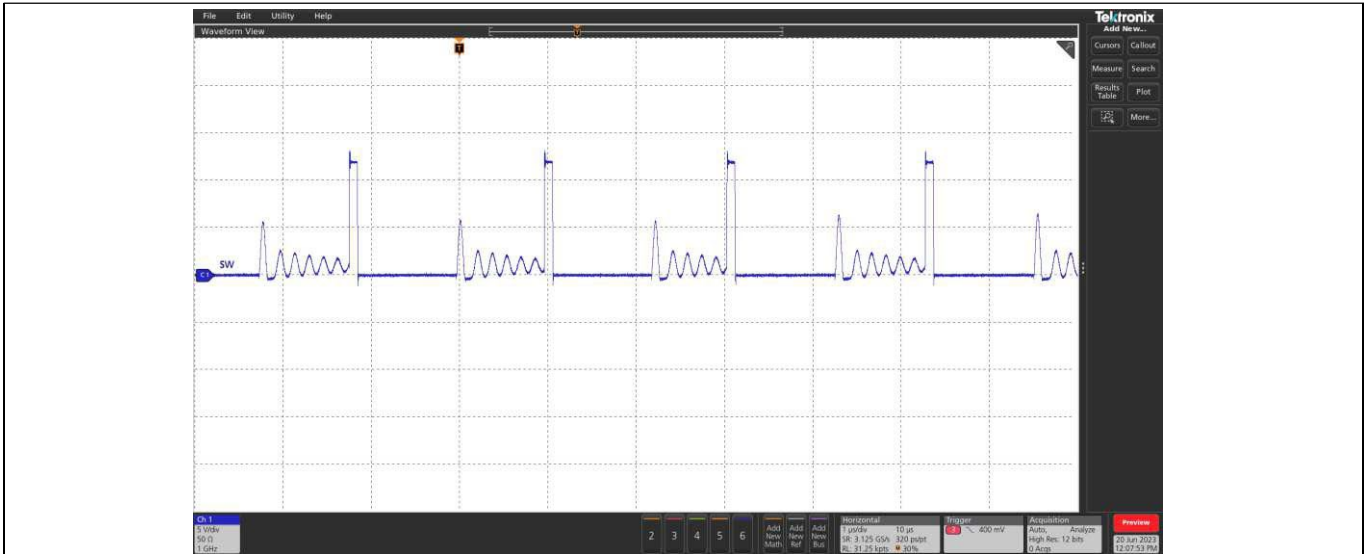 File Edit Utility Help
Tektronix
Waveform View
Add New...
Cursors Callout
Measure Search
Results Table Plot
More...
T
U
SW
C1
Ch 1
5 V/div
50 Ω
1 GHz
2 3 4 5 6
Add New Math
Add New Ref
Add New Bus
Horizontal
1 µs/div 10 µs
SR: 3.125 GS/s 320 ps/pt
RL: 31.25 kpts 30%
Trigger
3 400 mV
Acquisition
Auto, Analyze
High Res: 12 bits
0 Acqs
Preview
20 Jun 2023
12:07:53 PM